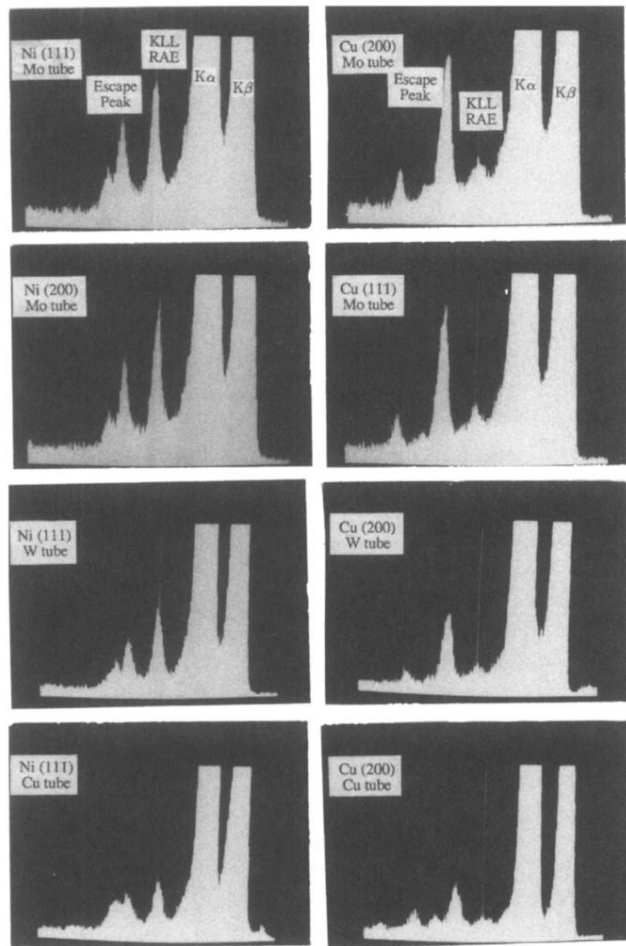 Ni (111)
Mo tube
Escape
Peak
KLL
RAE
Kα
Kβ
Cu (200)
Mo tube
Escape
Peak
KLL
RAE
Kα
Kβ
Ni (200)
Mo tube
Cu (111)
Mo tube
Ni (111)
W tube
Cu (200)
W tube
Ni (111)
Cu tube
Cu (200)
Cu tube